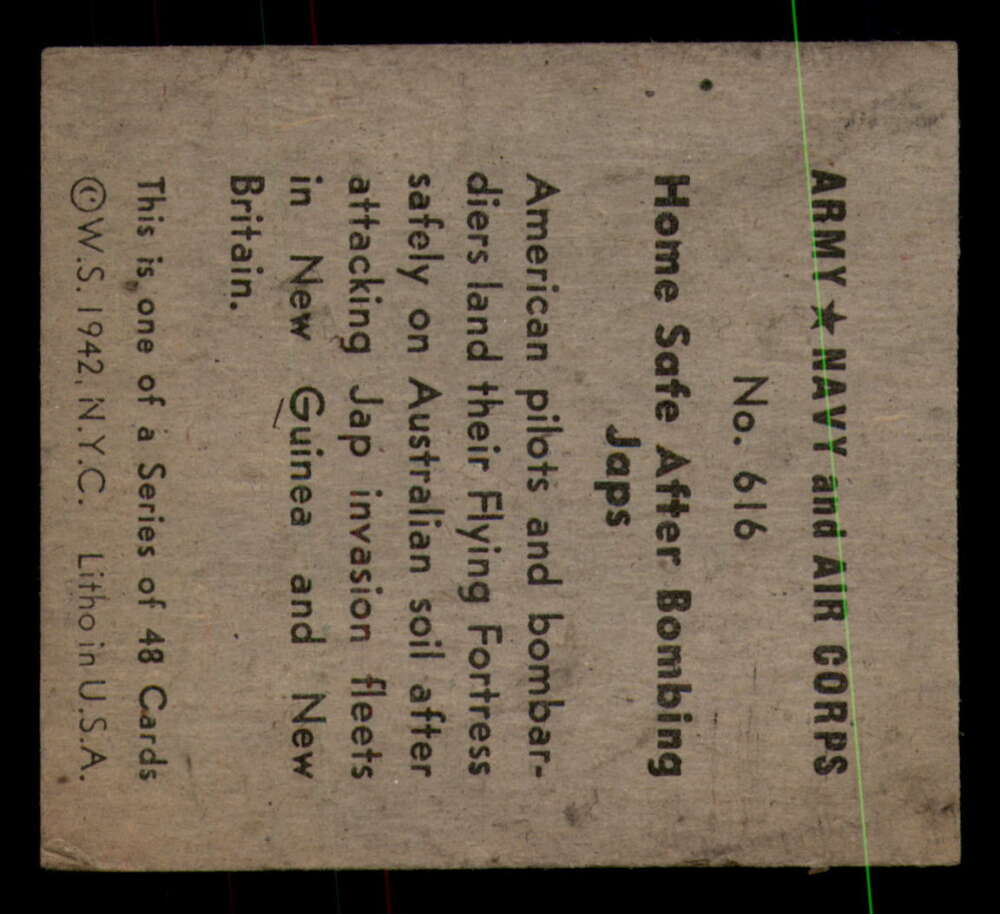 ARMY ★ NAVY and AIR CORPS
No. 616
Home Safe After Bombing
Japs
American pilots and bombar-
diers land their Flying Fortress
safely on Australian soil after
attacking Jap invasion fleets
in New Guinea and New
Britain.
This is one of a Series of 48 Cards
©W.S. 1942, N.Y.C. Litho in U.S.A.